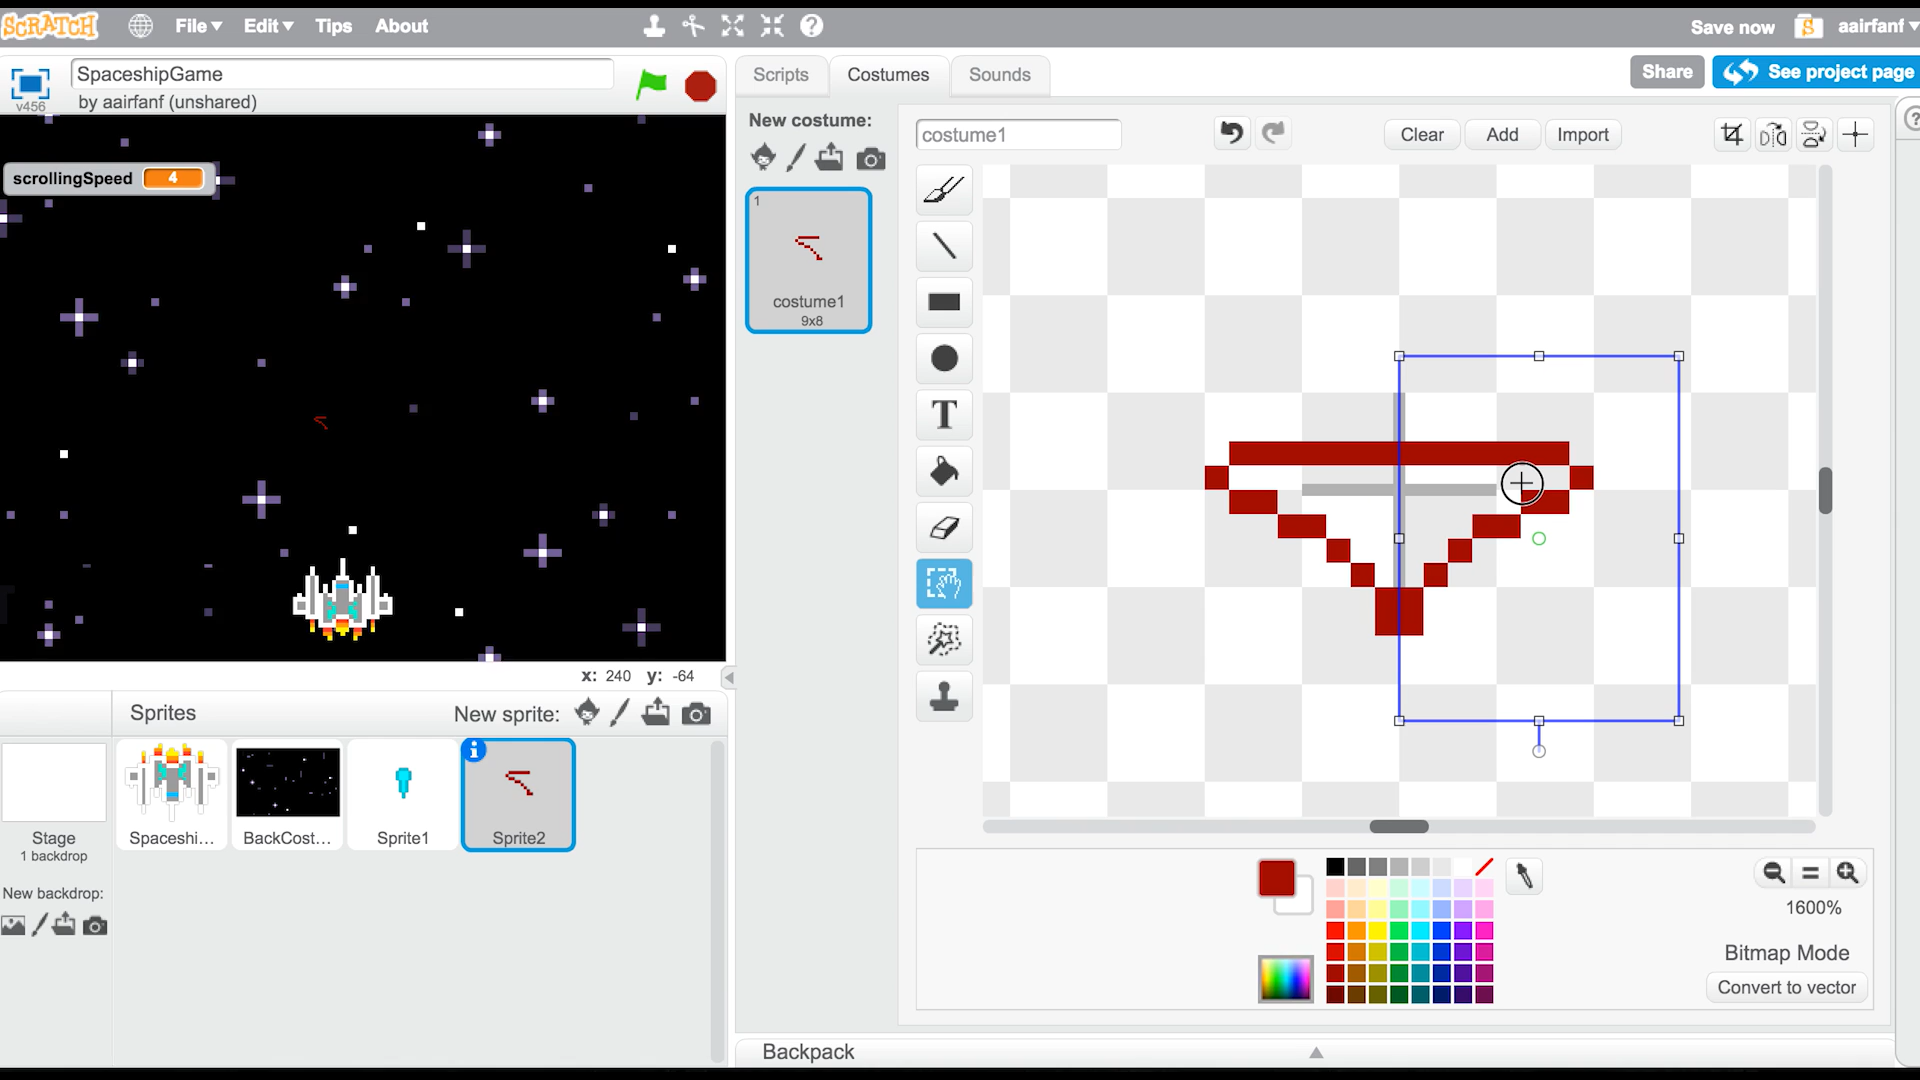 SCRATCH File Edit Tips About Save now aairfanf
v456 SpaceshipGame Scripts Costumes Sounds Share See project page
by aairfanf (unshared)
New costume: costume1 Clear Add Import
scrollingSpeed 4
1
costume1
9x8
T
x: 240 y: -64
Sprites New sprite:
Stage
1 backdrop
New backdrop:
Spaceshi... BackCost... Sprite1 Sprite2
1600%
Bitmap Mode
Convert to vector
Backpack